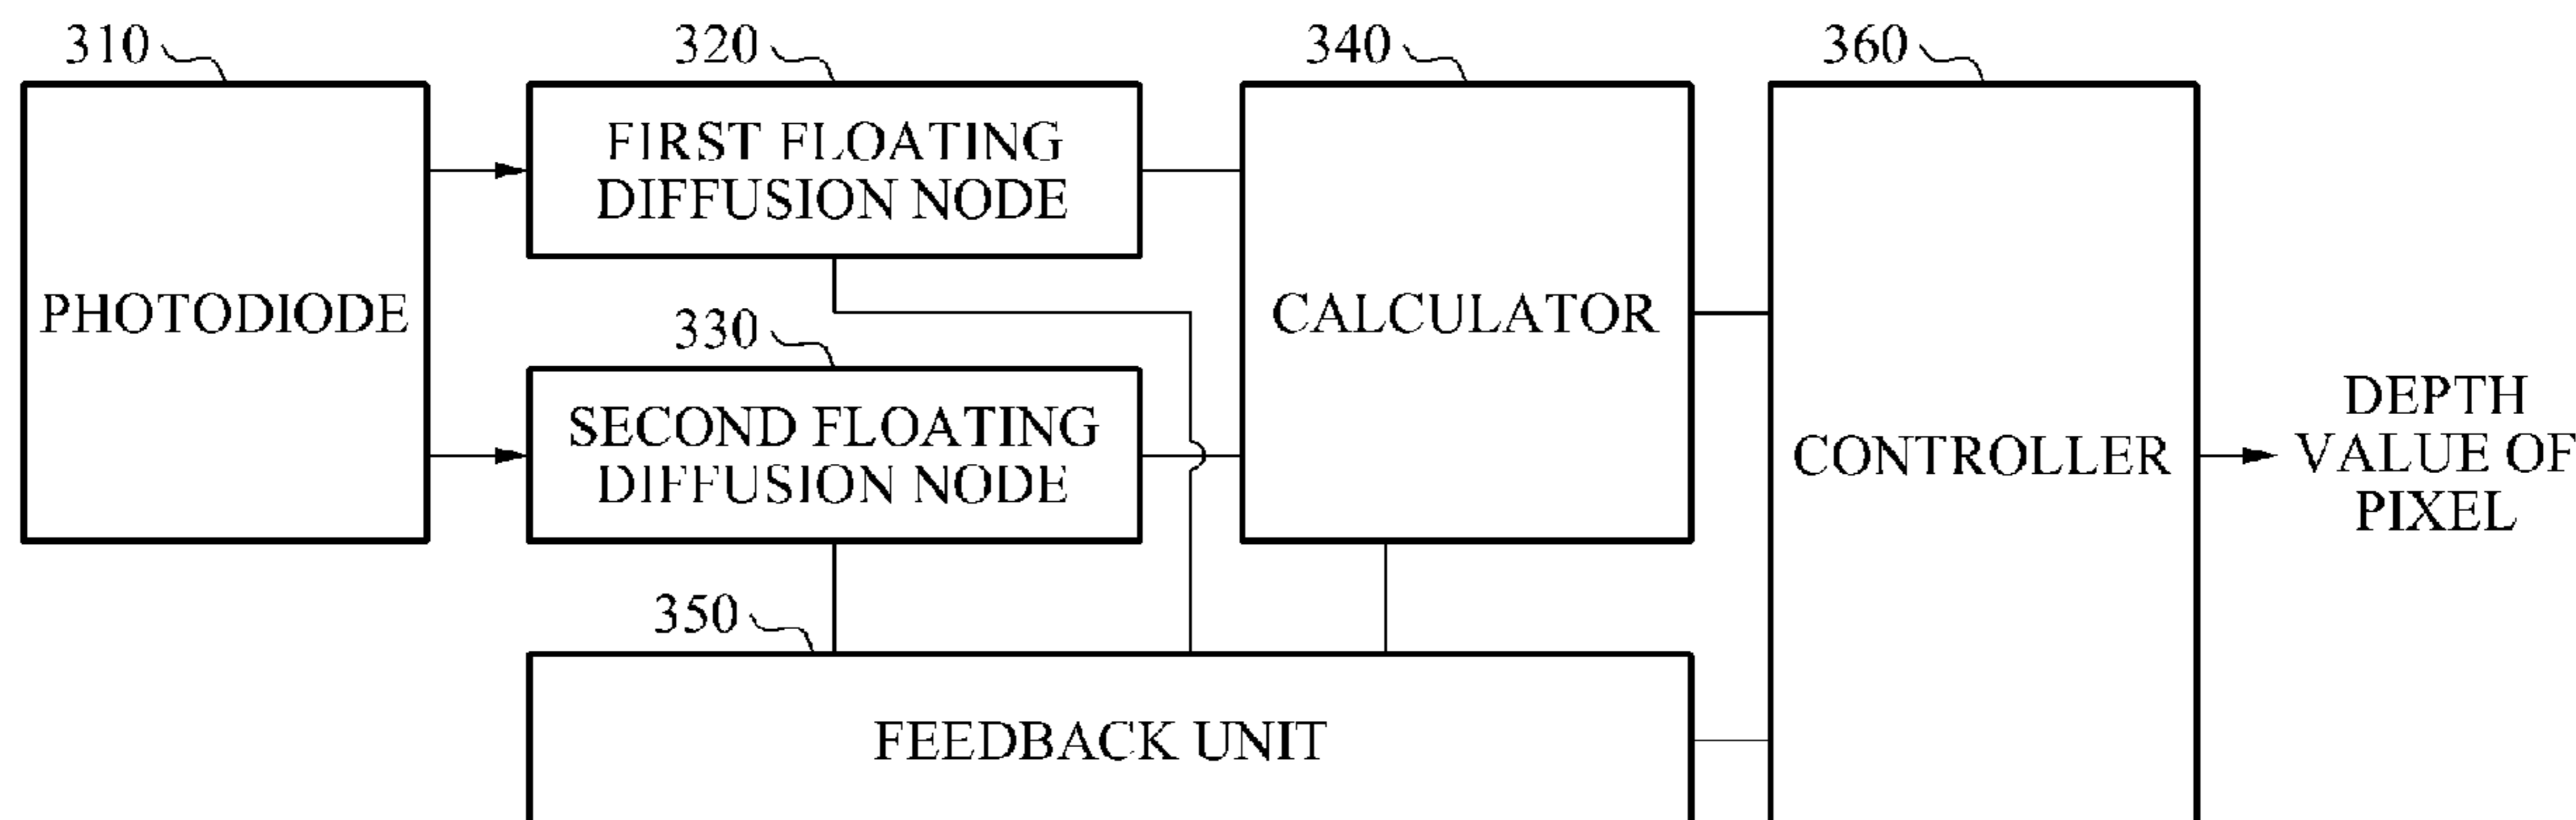 310
320
340
360
PHOTODIODE
FIRST FLOATING
DIFFUSION NODE
330
SECOND FLOATING
DIFFUSION NODE
CALCULATOR
CONTROLLER
DEPTH
VALUE OF
PIXEL
350
FEEDBACK UNIT